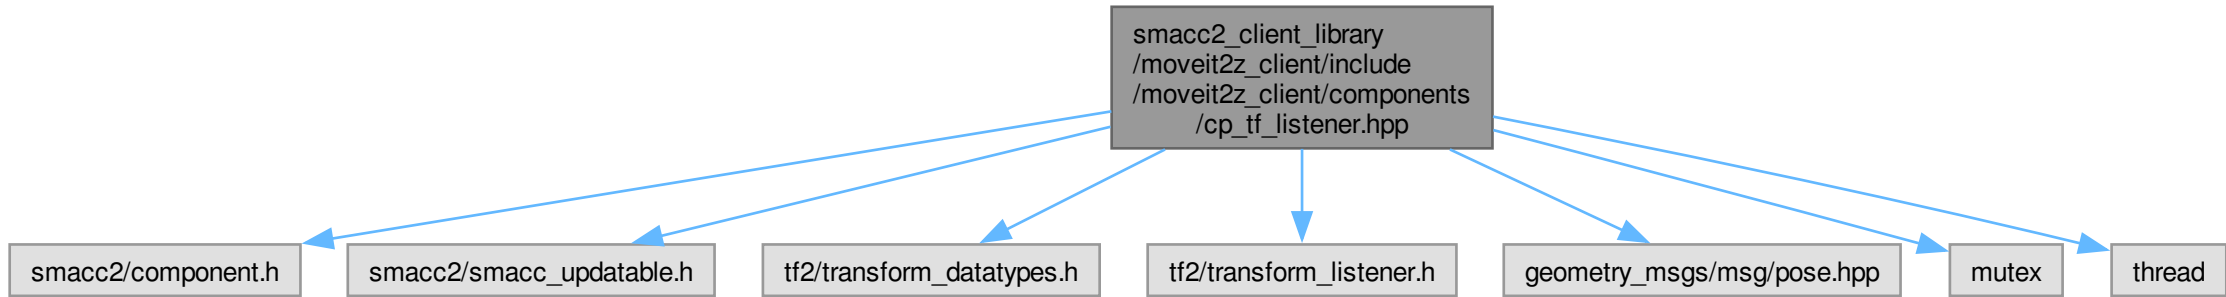 smacc2_client_library
/moveit2z_client/include
/moveit2z_client/components
/cp_tf_listener.hpp
smacc2/component.h
smacc2/smacc_updatable.h
tf2/transform_datatypes.h
tf2/transform_listener.h
geometry_msgs/msg/pose.hpp
mutex
thread